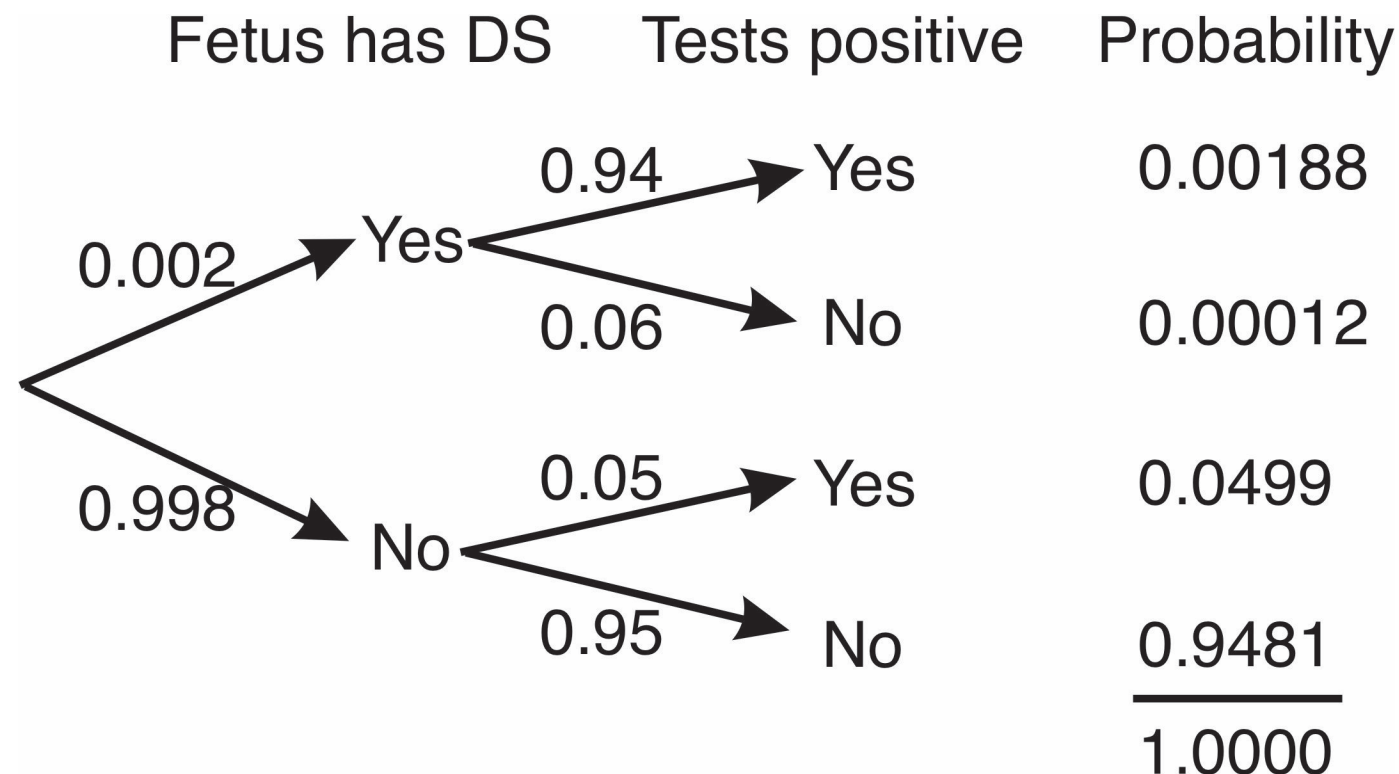 Fetus has DS Tests positive Probability
0.94 Yes 0.00188
0.002 Yes
0.06 No 0.00012
0.05 Yes 0.0499
0.998 No
0.95 No 0.9481
1.0000